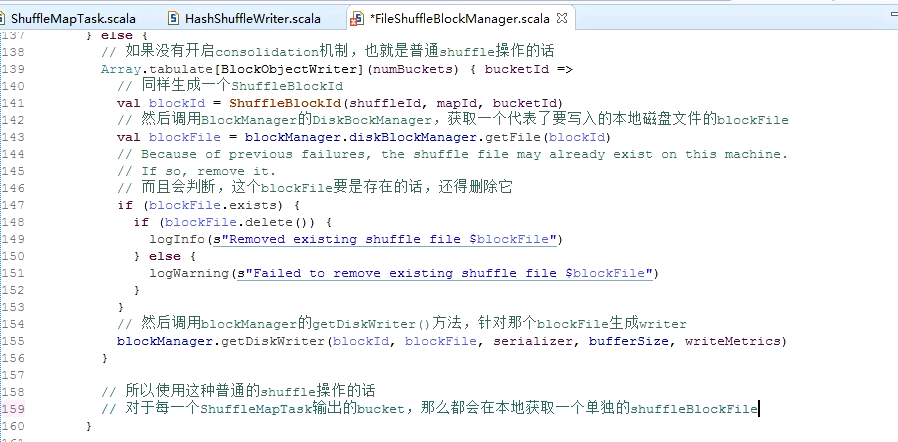 ShuffleMapTask.scala HashShuffleWriter.scala *FileShuffleBlockManager.scala
137 } else {
138 // 如果没有开启consolidation机制，也就是普通shuffle操作的话
139 Array.tabulate[BlockObjectWriter](numBuckets) { bucketId =>
140 // 同样生成一个ShuffleBlockId
141 val blockId = ShuffleBlockId(shuffleId, mapId, bucketId)
142 // 然后调用BlockManager的DiskBockManager，获取一个代表了要写入的本地磁盘文件的blockFile
143 val blockFile = blockManager.diskBlockManager.getFile(blockId)
144 // Because of previous failures, the shuffle file may already exist on this machine.
145 // If so, remove it.
146 // 而且会判断，这个blockFile要是存在的话，还得删除它
147 if (blockFile.exists) {
148 if (blockFile.delete()) {
149 logInfo(s"Removed existing shuffle file $blockFile")
150 } else {
151 logWarning(s"Failed to remove existing shuffle file $blockFile")
152 }
153 }
154 // 然后调用blockManager的getDiskWriter()方法，针对那个blockFile生成writer
155 blockManager.getDiskWriter(blockId, blockFile, serializer, bufferSize, writeMetrics)
156 }
157
158 // 所以使用这种普通的shuffle操作的话
159 // 对于每一个ShuffleMapTask输出的bucket，那么都会在本地获取一个单独的shuffleBlockFile
160 }